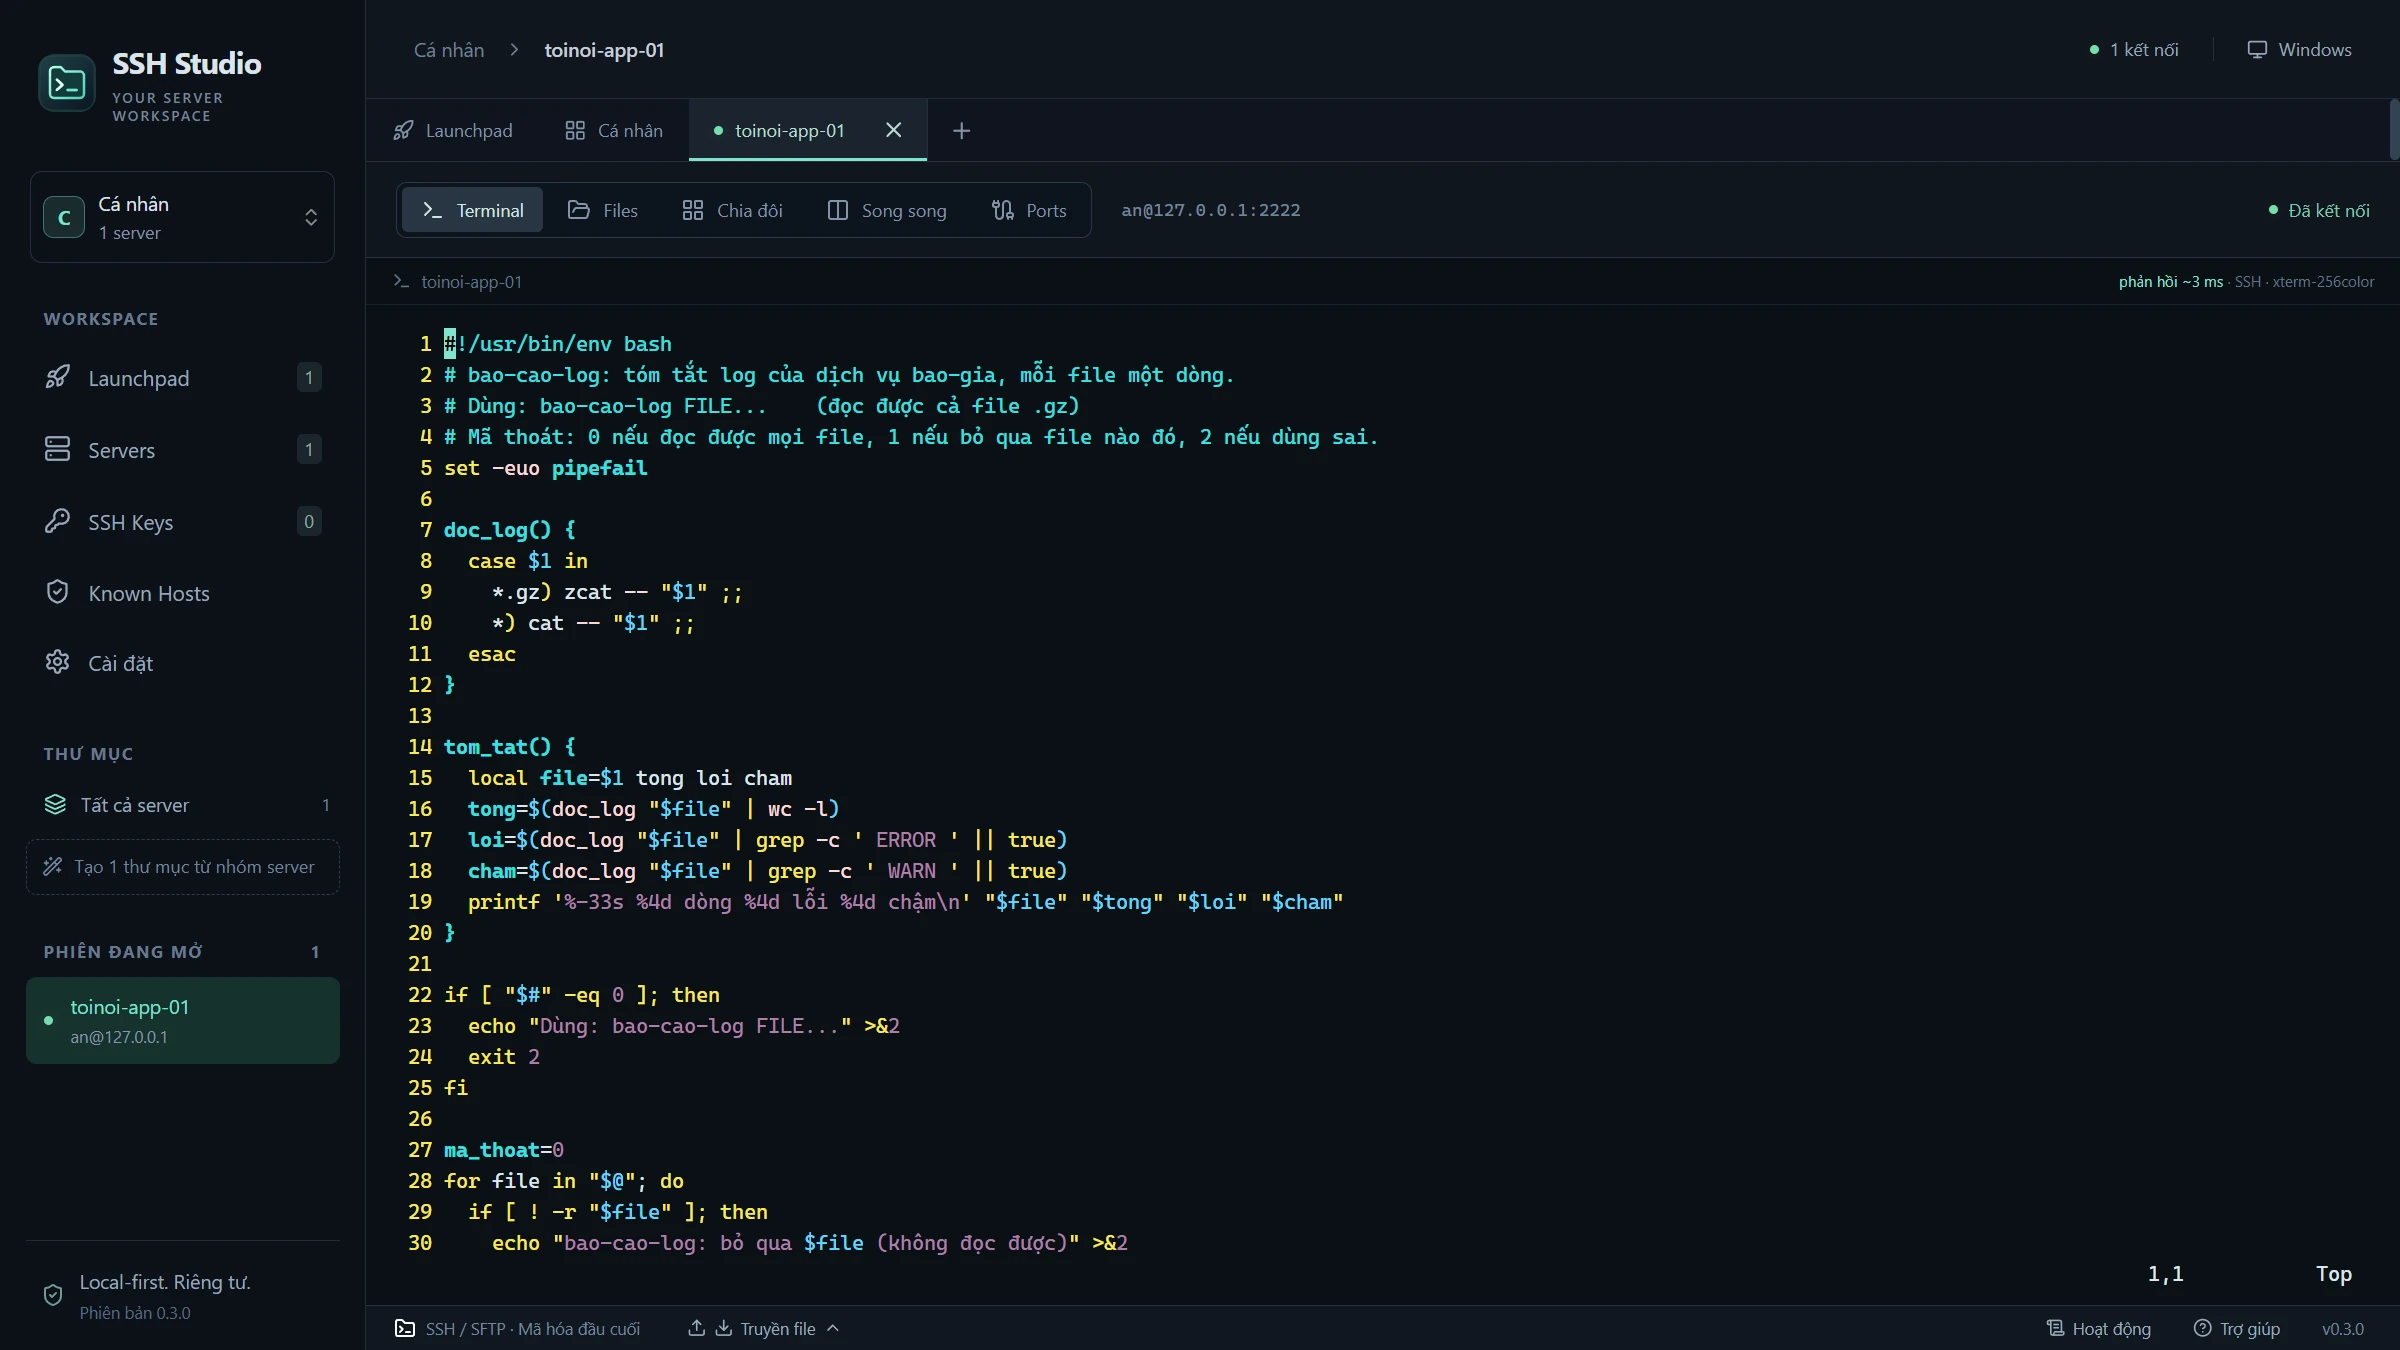 SSH Studio
YOUR SERVER
WORKSPACE
C
Cá nhân
1 server
WORKSPACE
Launchpad 1
Servers 1
SSH Keys 0
Known Hosts
Cài đặt
THƯ MỤC
Tất cả server 1
Tạo 1 thư mục từ nhóm server
PHIÊN ĐANG MỞ 1
toinoi-app-01
an@127.0.0.1
Local-first. Riêng tư.
Phiên bản 0.3.0
Cá nhân toinoi-app-01
1 kết nối Windows
Launchpad Cá nhân toinoi-app-01
Terminal Files Chia đôi Song song Ports an@127.0.0.1:2222 Đã kết nối
toinoi-app-01 phản hồi ~3 ms · SSH · xterm-256color
1 #!/usr/bin/env bash
2 # bao-cao-log: tóm tắt log của dịch vụ bao-gia, mỗi file một dòng.
3 # Dùng: bao-cao-log FILE...    (đọc được cả file .gz)
4 # Mã thoát: 0 nếu đọc được mọi file, 1 nếu bỏ qua file nào đó, 2 nếu dùng sai.
5 set -euo pipefail
6
7 doc_log() {
8   case $1 in
9     *.gz) zcat -- "$1" ;;
10     *) cat -- "$1" ;;
11   esac
12 }
13
14 tom_tat() {
15   local file=$1 tong loi cham
16   tong=$(doc_log "$file" | wc -l)
17   loi=$(doc_log "$file" | grep -c ' ERROR ' || true)
18   cham=$(doc_log "$file" | grep -c ' WARN ' || true)
19   printf '%-33s %4d dòng %4d lỗi %4d chậm\n' "$file" "$tong" "$loi" "$cham"
20 }
21
22 if [ "$#" -eq 0 ]; then
23   echo "Dùng: bao-cao-log FILE..." >&2
24   exit 2
25 fi
26
27 ma_thoat=0
28 for file in "$@"; do
29   if [ ! -r "$file" ]; then
30     echo "bao-cao-log: bỏ qua $file (không đọc được)" >&2
1,1 Top
SSH / SFTP · Mã hóa đầu cuối Truyền file Hoạt động Trợ giúp v0.3.0